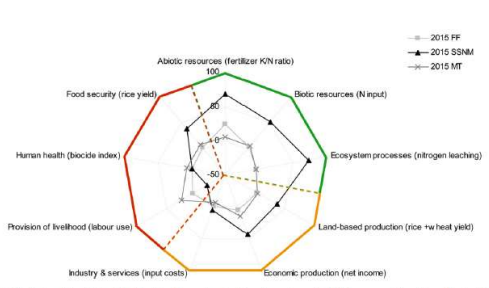 2015 FF
2015 SSNM
2015 MT
Abiotic resources (fertilizer K/N ratio)
100
Food security (rice yield)
Biotic resources (N input)
Human health (biocide index)
Ecosystem processes (nitrogen leaching)
-50
Provision of livelihood (labour use)
Land-based production (rice +wheat yield)
Industry & services (input costs)
Economic production (net income)